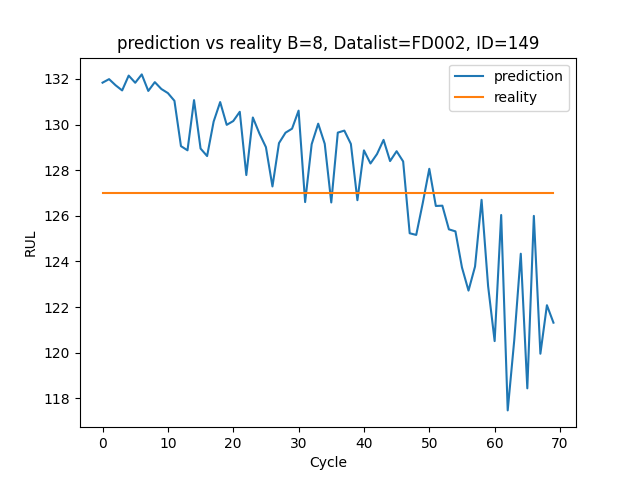 prediction vs reality B=8, Datalist=FD002, ID=149
prediction
reality
RUL
132
130
128
126
124
122
120
118
0 10 20 30 40 50 60 70
Cycle